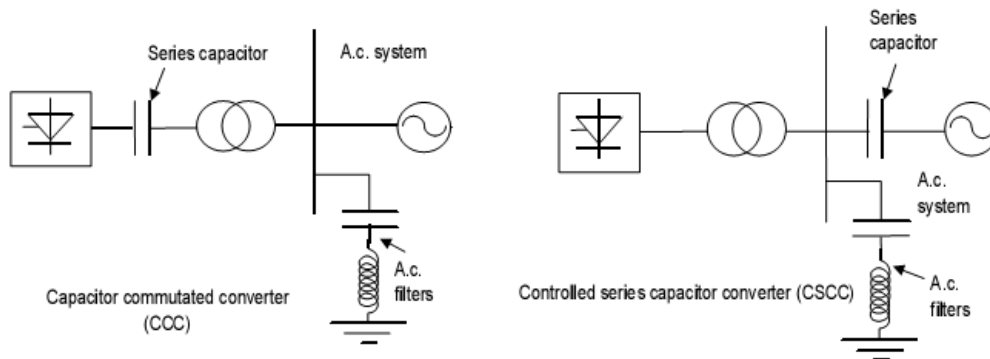 Series capacitor
A.c. system
A.c.
filters
Capacitor commutated converter
(CCC)
Series
capacitor
A.c.
system
A.c.
filters
Controlled series capacitor converter (CSCC)